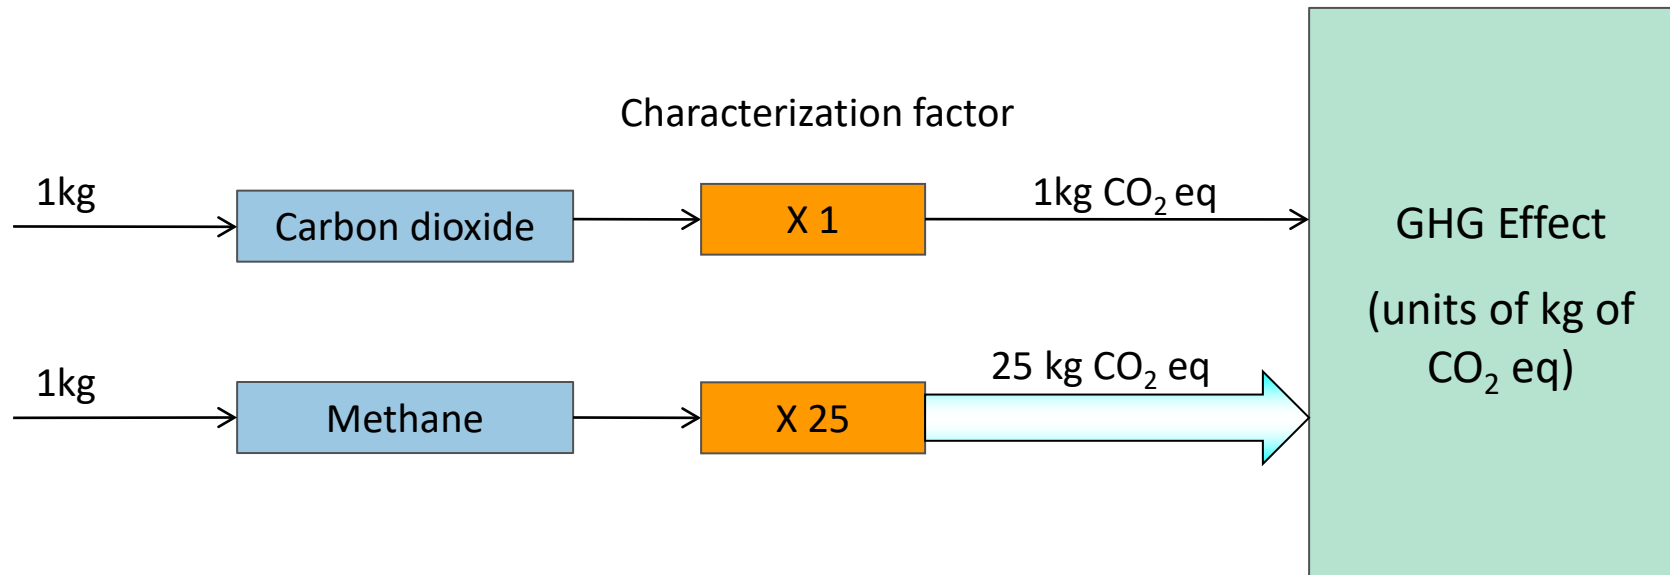 Characterization factor
1kg
Carbon dioxide
X 1
1kg CO₂ eq
GHG Effect
(units of kg of
CO₂ eq)
1kg
Methane
X 25
25 kg CO₂ eq